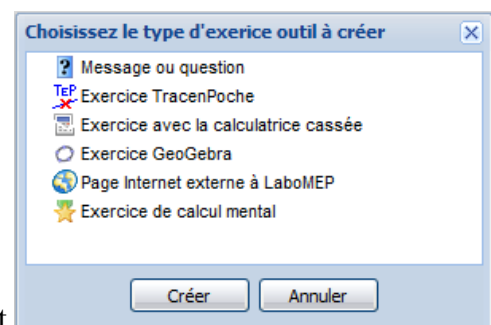 Choisissez le type d'exerice outil à créer
? Message ou question
TeP Exercice TracenPoche
Exercice avec la calculatrice cassée
Exercice GeoGebra
Page Internet externe à LaboMEP
Exercice de calcul mental
Créer Annuler